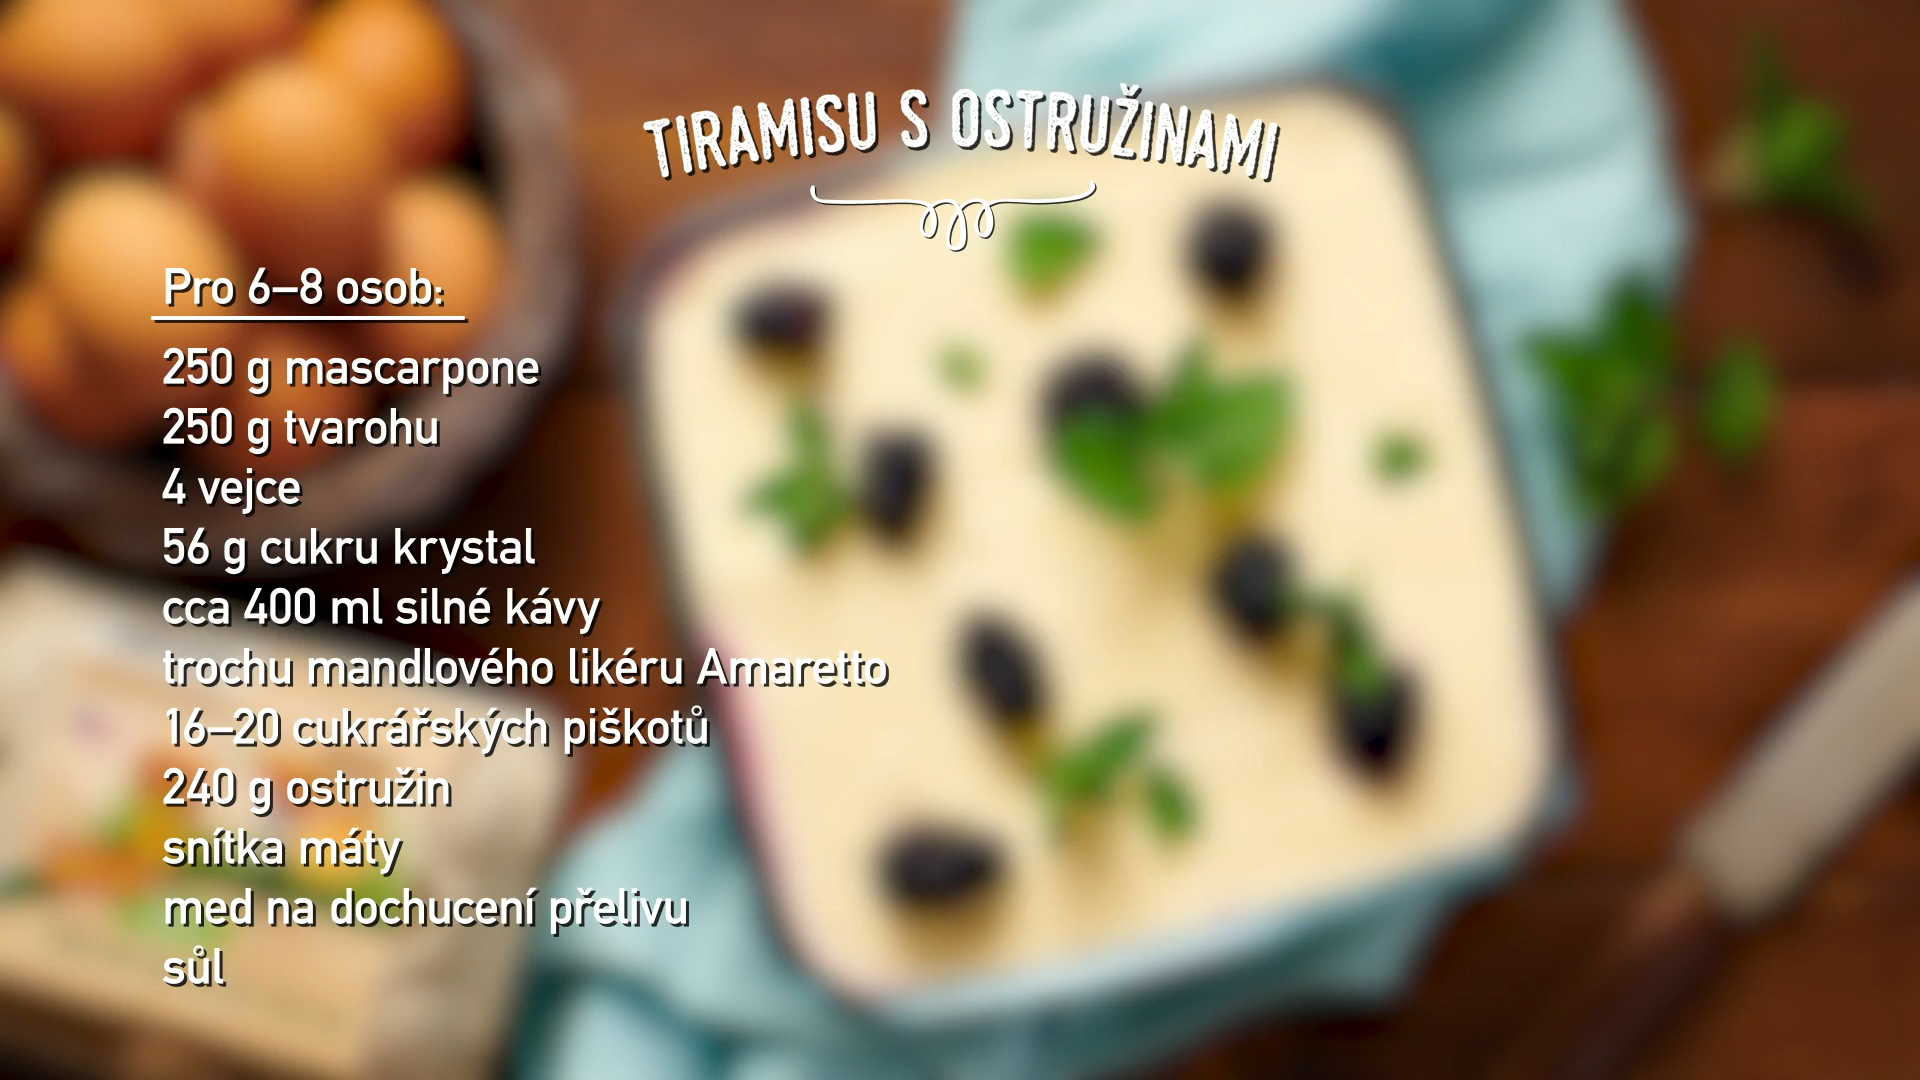 TIRAMISU S OSTRUŽINAMI
Pro 6–8 osob:
250 g mascarpone
250 g tvarohu
4 vejce
56 g cukru krystal
cca 400 ml silné kávy
trochu mandlového likéru Amaretto
16–20 cukrářských piškotů
240 g ostružin
snítka máty
med na dochucení přelivu
sůl